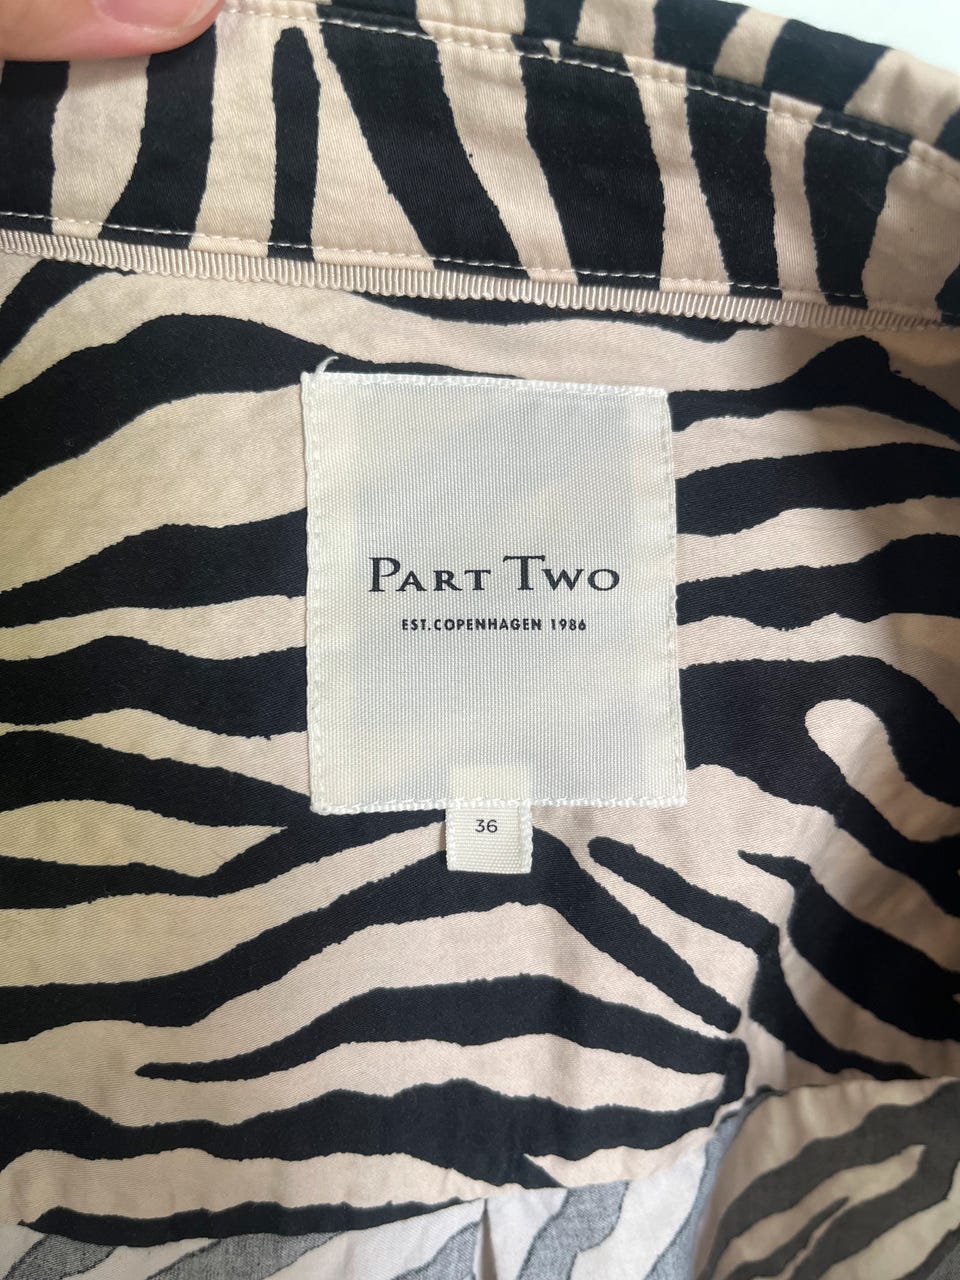 PART TWO
EST.COPENHAGEN 1986
36